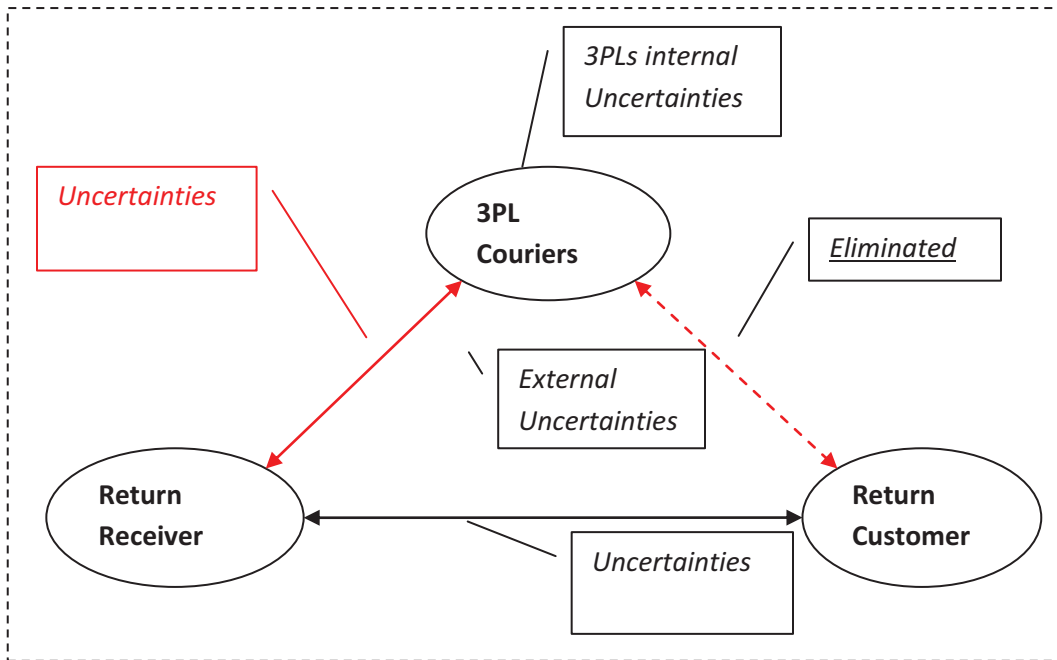 3PLs internal
Uncertainties
Uncertainties
3PL
Couriers
Eliminated
External
Uncertainties
Return
Receiver
Return
Customer
Uncertainties